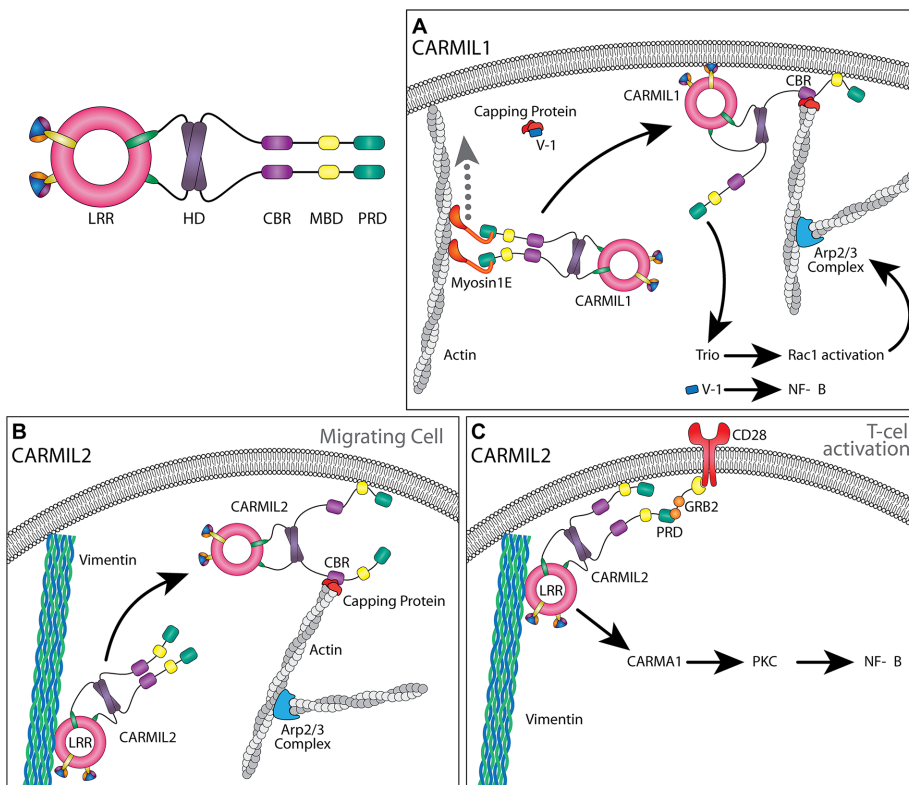 LRR HD CBR MBD PRD
A
CARMIL1
Capping Protein
V-1
CARMIL1
CBR
Myosin1E
CARMIL1
Actin
Arp2/3
Complex
Trio
Rac1 activation
V-1
NF- B
B
CARMIL2
Migrating Cell
Vimentin
CARMIL2
CBR
Capping Protein
Actin
LRR
CARMIL2
Arp2/3
Complex
C
CARMIL2
CD28
T-cel
activation
GRB2
PRD
CARMIL2
LRR
CARMA1
PKC
NF- B
Vimentin